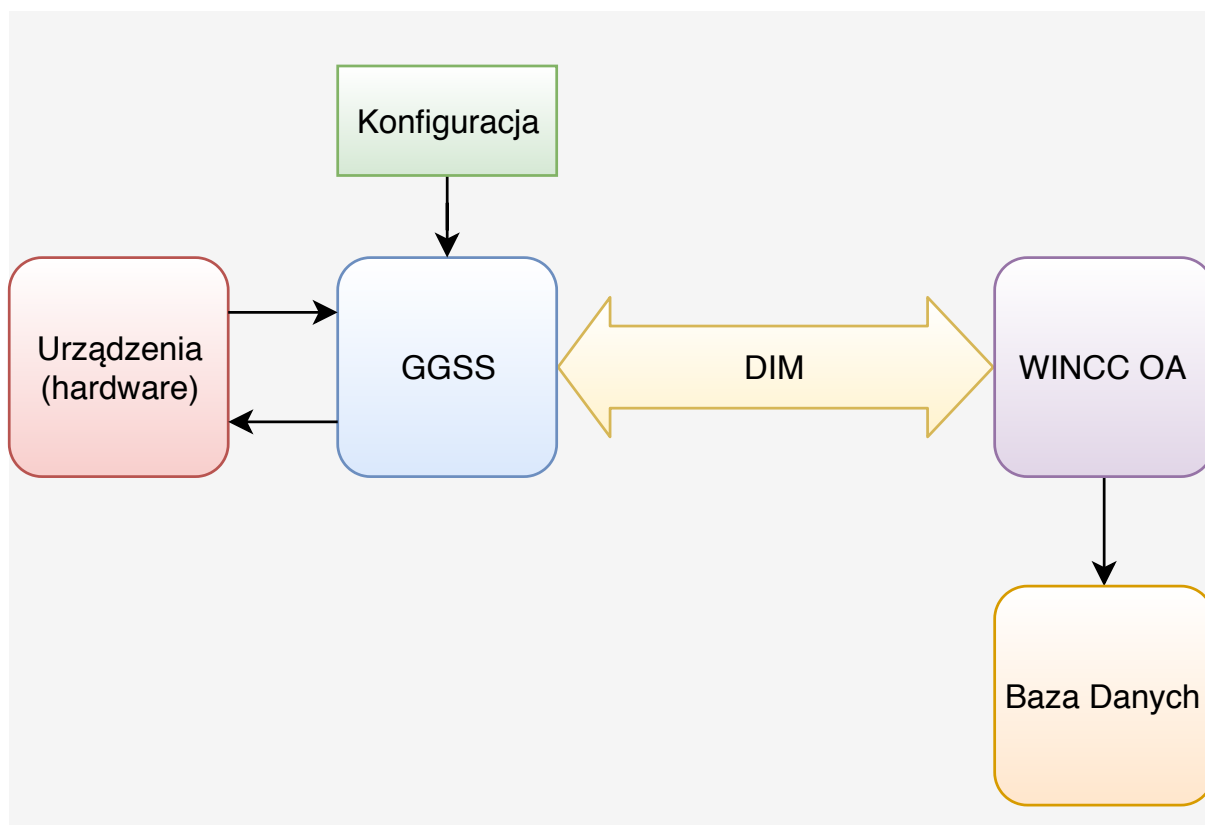 Konfiguracja
Urządzenia
(hardware)
GGSS
DIM
WINCC OA
Baza Danych